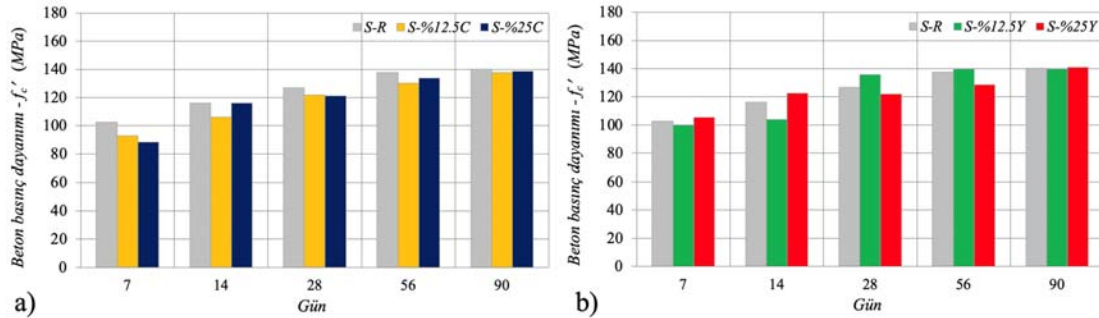 Beton basınç dayanımı - f_c′ (MPa)
180
160
140
120
100
80
60
40
20
0
S-R S-%12.5C S-%25C
7 14 28 56 90
Gün
a)
Beton basınç dayanımı - f_c′ (MPa)
180
160
140
120
100
80
60
40
20
0
S-R S-%12.5Y S-%25Y
7 14 28 56 90
Gün
b)